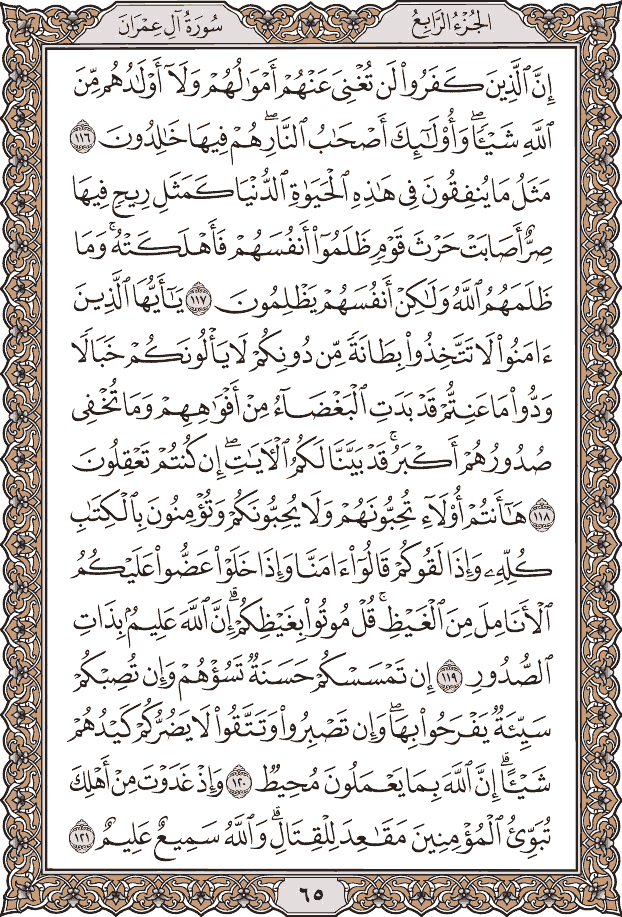 الجُزْءُ الرَّابِعُ
سُورَةُ آلِ عِمْرَانَ
إِنَّ ٱلَّذِينَ كَفَرُوا۟ لَن تُغْنِىَ عَنْهُمْ أَمْوَٰلُهُمْ وَلَآ أَوْلَٰدُهُم مِّنَ
ٱللَّهِ شَيْـًٔا ۖ وَأُو۟لَٰٓئِكَ أَصْحَٰبُ ٱلنَّارِ ۚ هُمْ فِيهَا خَٰلِدُونَ ١١٦
مَثَلُ مَا يُنفِقُونَ فِى هَٰذِهِ ٱلْحَيَوٰةِ ٱلدُّنْيَا كَمَثَلِ رِيحٍ فِيهَا
صِرٌّ أَصَابَتْ حَرْثَ قَوْمٍ ظَلَمُوٓا۟ أَنفُسَهُمْ فَأَهْلَكَتْهُ ۚ وَمَا
ظَلَمَهُمُ ٱللَّهُ وَلَٰكِنْ أَنفُسَهُمْ يَظْلِمُونَ ١١٧ يَٰٓأَيُّهَا ٱلَّذِينَ
ءَامَنُوا۟ لَا تَتَّخِذُوا۟ بِطَانَةً مِّن دُونِكُمْ لَا يَأْلُونَكُمْ خَبَالًا
وَدُّوا۟ مَا عَنِتُّمْ قَدْ بَدَتِ ٱلْبَغْضَآءُ مِنْ أَفْوَٰهِهِمْ وَمَا تُخْفِى
صُدُورُهُمْ أَكْبَرُ ۚ قَدْ بَيَّنَّا لَكُمُ ٱلْـَٔايَٰتِ ۖ إِن كُنتُمْ تَعْقِلُونَ
١١٨ هَٰٓأَنتُمْ أُو۟لَآءِ تُحِبُّونَهُمْ وَلَا يُحِبُّونَكُمْ وَتُؤْمِنُونَ بِٱلْكِتَٰبِ
كُلِّهِۦ وَإِذَا لَقُوكُمْ قَالُوٓا۟ ءَامَنَّا وَإِذَا خَلَوْا۟ عَضُّوا۟ عَلَيْكُمُ
ٱلْأَنَامِلَ مِنَ ٱلْغَيْظِ ۚ قُلْ مُوتُوا۟ بِغَيْظِكُمْ ۗ إِنَّ ٱللَّهَ عَلِيمٌۢ بِذَاتِ
ٱلصُّدُورِ ١١٩ إِن تَمْسَسْكُمْ حَسَنَةٌ تَسُؤْهُمْ وَإِن تُصِبْكُمْ
سَيِّئَةٌ يَفْرَحُوا۟ بِهَا ۖ وَإِن تَصْبِرُوا۟ وَتَتَّقُوا۟ لَا يَضُرُّكُمْ كَيْدُهُمْ
شَيْـًٔا ۗ إِنَّ ٱللَّهَ بِمَا يَعْمَلُونَ مُحِيطٌ ١٢٠ وَإِذْ غَدَوْتَ مِنْ أَهْلِكَ
تُبَوِّئُ ٱلْمُؤْمِنِينَ مَقَٰعِدَ لِلْقِتَالِ ۗ وَٱللَّهُ سَمِيعٌ عَلِيمٌ ١٢١
٦٥